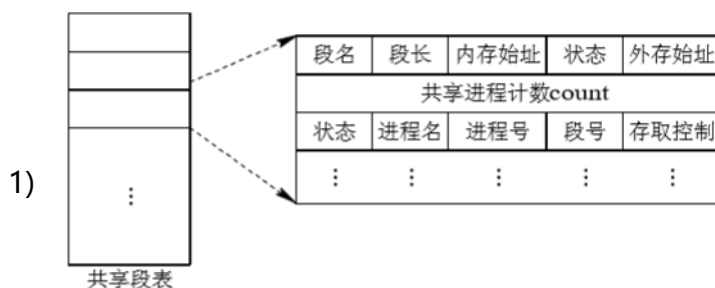 段名 段长 内存始址 状态 外存始址
共享进程计数count
状态 进程名 进程号 段号 存取控制
⋮ ⋮ ⋮ ⋮ ⋮
1) ⋮
共享段表